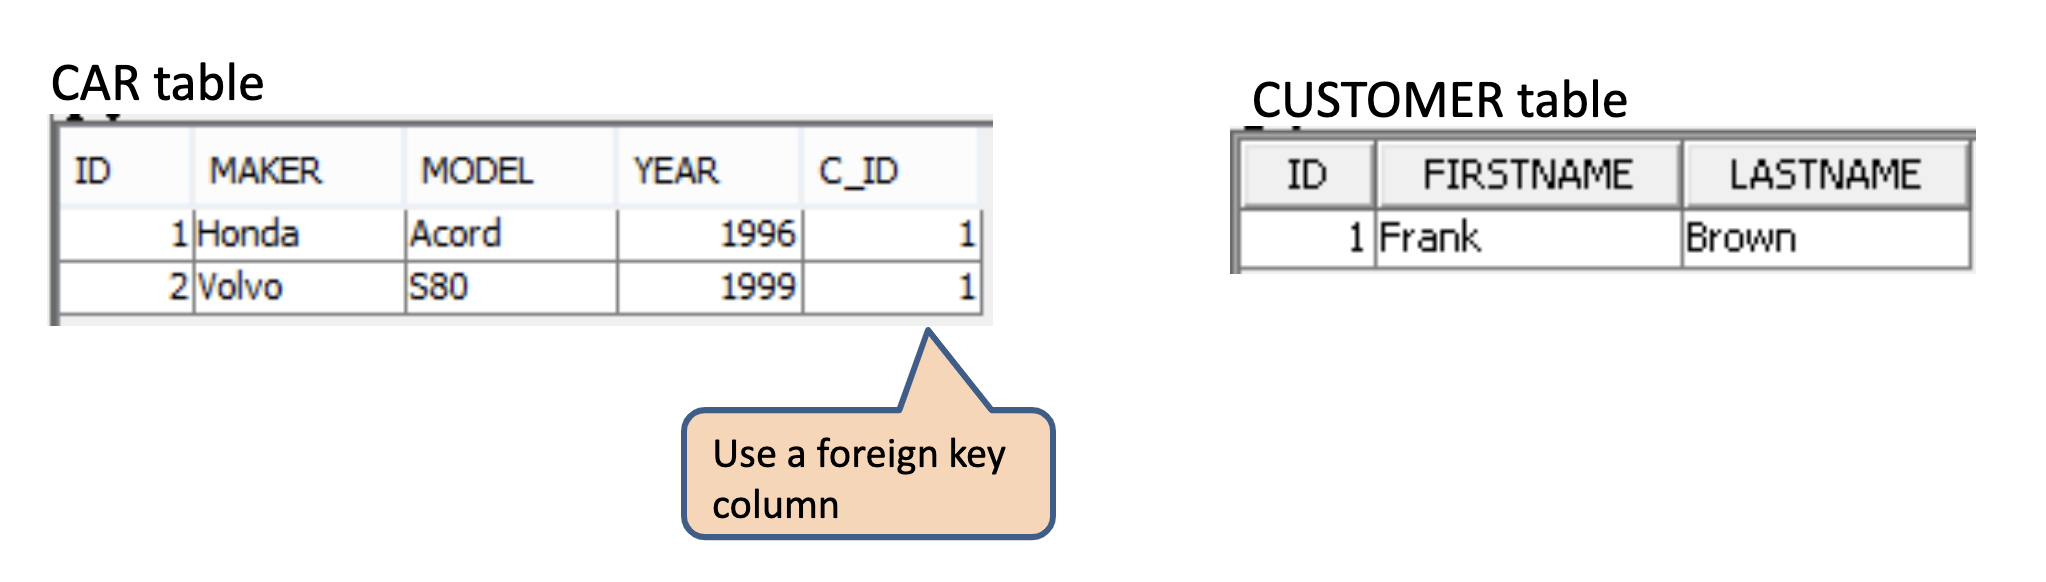 CAR table
ID MAKER MODEL YEAR C_ID
1 Honda Acord 1996 1
2 Volvo S80 1999 1
Use a foreign key
column
CUSTOMER table
ID FIRSTNAME LASTNAME
1 Frank Brown